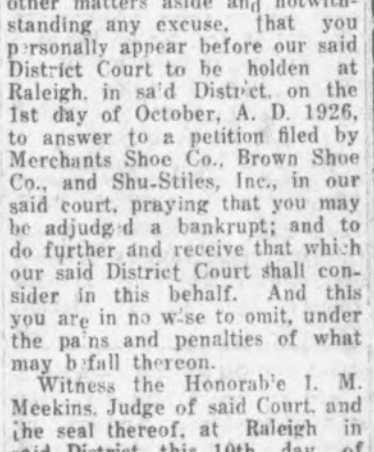 other matters aside and notwith-
standing any excuse, that you
personally appear before our said
District Court to be holden at
Raleigh, in sa'd District, on the
1st day of October, A. D. 1926,
to answer to a petition filed by
Merchants Shoe Co., Brown Shoe
Co., and Shu-Stiles, Inc., in our
said court, praying that you may
be adjudged a bankrupt; and to
do further and receive that which
our said District Court shall con-
sider in this behalf. And this
you are in no wise to omit, under
the pains and penalties of what
may befall thereon.
Witness the Honorable I. M.
Meekins, Judge of said Court, and
the seal thereof, at Raleigh in
said District, this 10th day of